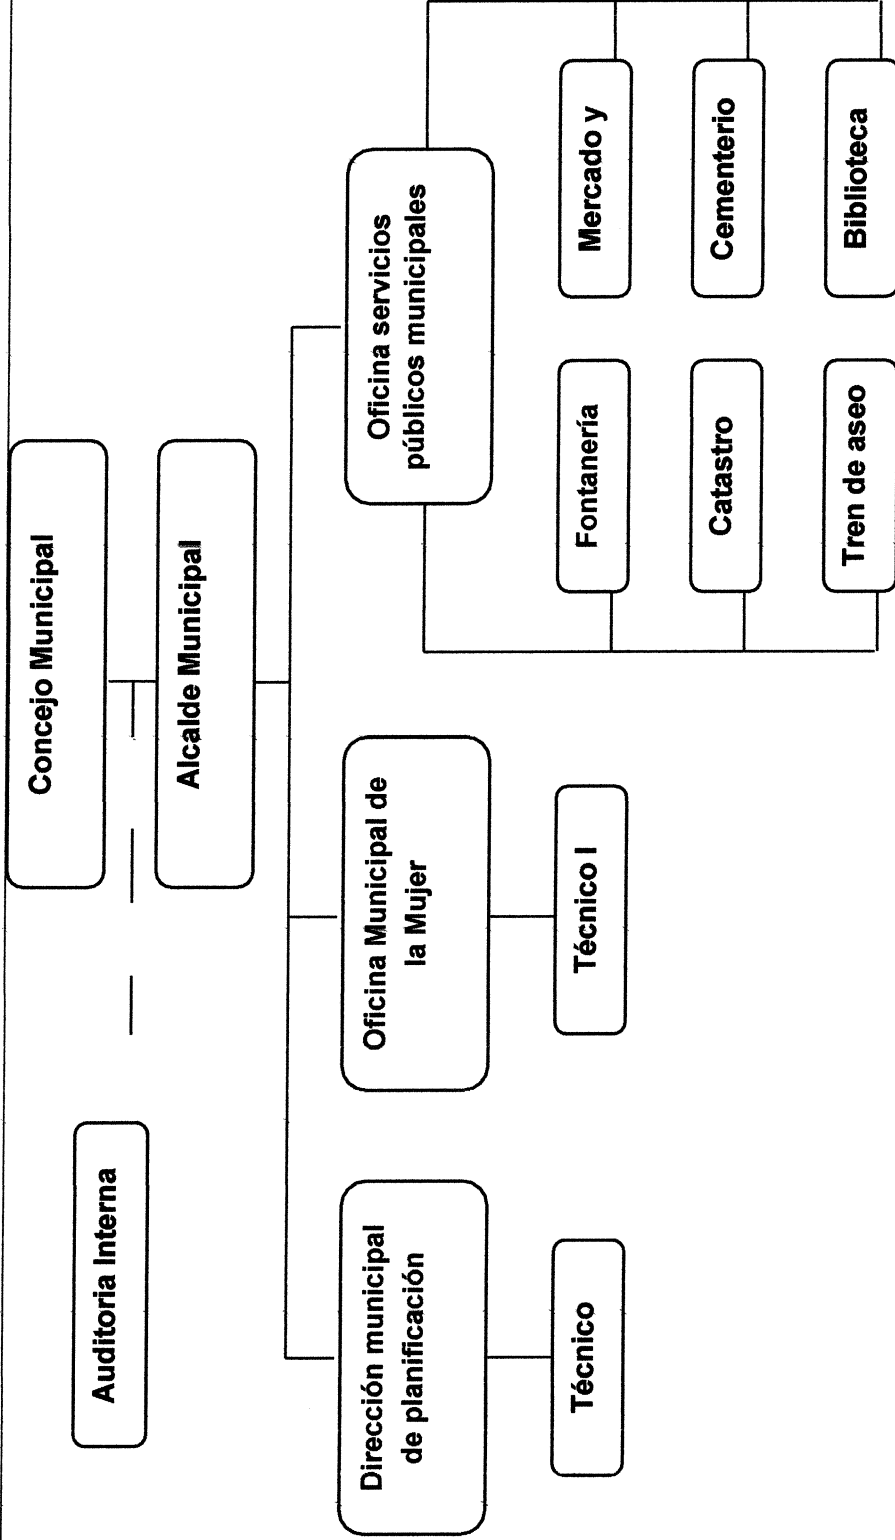 Concejo Municipal
Auditoria Interna
Alcalde Municipal
Dirección municipal
de planificación
Oficina Municipal de
la Mujer
Oficina servicios
públicos municipales
Técnico
Técnico I
Fontanería
Mercado y
Catastro
Cementerio
Tren de aseo
Biblioteca